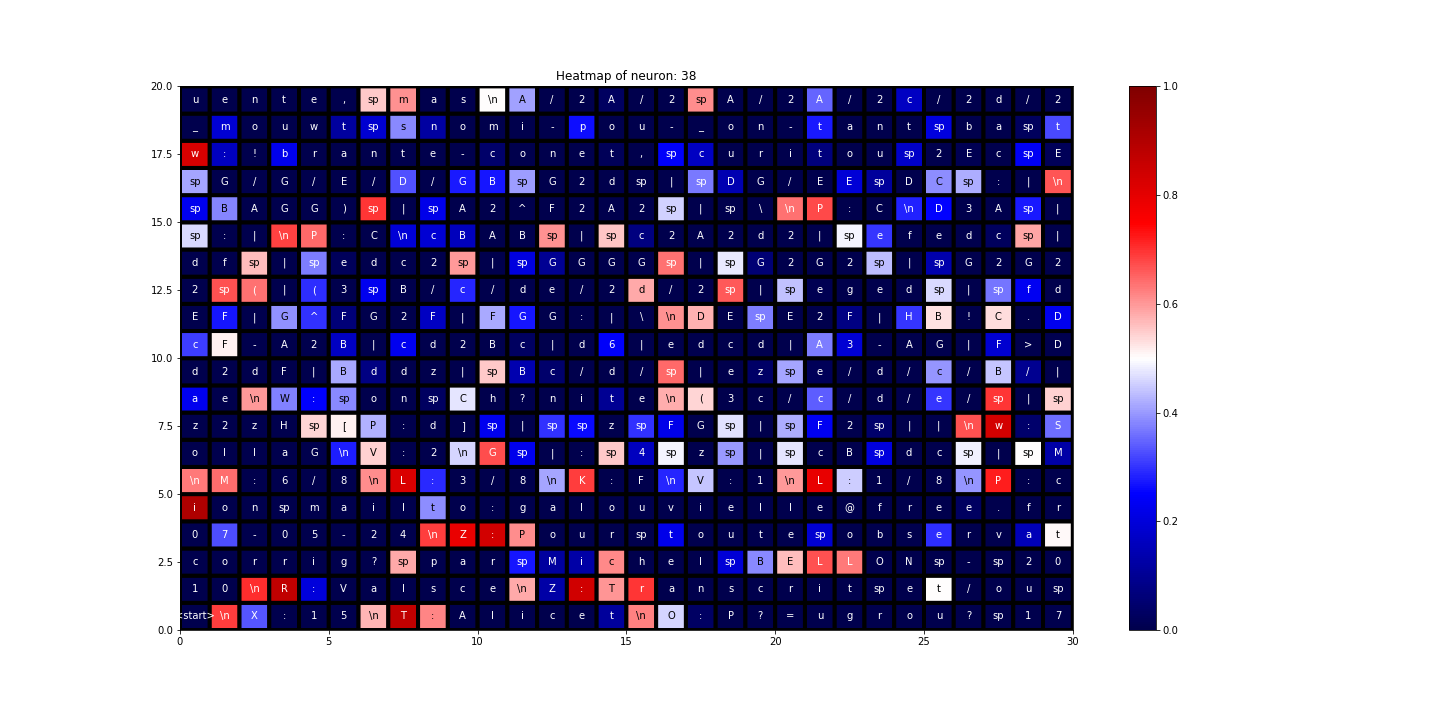 Heatmap of neuron: 38
20.0
u e n t e , sp m a s \n A / 2 A / 2 sp A / 2 A / 2 c / 2 d / 2
_ m o u w t sp s n o m i - p o u - _ o n - t a n t sp b a sp t
17.5
w : ! b r a n t e - c o n e t , sp c u r i t o u sp 2 E c sp E
sp G / G / E / D / G B sp G 2 d sp | sp D G / E E sp D C sp : | \n
15.0
sp B A G G ) sp | sp A 2 ^ F 2 A 2 sp | sp \ \n P : C \n D 3 A sp |
sp : | \n P : C \n c B A B sp | sp c 2 A 2 d 2 | sp e f e d c sp |
d f sp | sp e d c 2 sp | sp G G G G sp | sp G 2 G 2 sp | sp G 2 G 2
12.5
2 sp ( | ( 3 sp B / c / d e / 2 d / 2 sp | sp e g e d sp | sp f d
E F | G ^ F G 2 F | F G G : | \ \n D E sp E 2 F | H B ! C . D
c F - A 2 B | c d 2 B c | d 6 | e d c d | A 3 - A G | F > D
10.0
d 2 d F | B d d z | sp B c / d / sp | e z sp e / d / c / B / |
a e \n W : sp o n sp C h ? n i t e \n ( 3 c / c / d / e / sp | sp
7.5
z 2 z H sp [ P : d ] sp | sp sp z sp F G sp | sp F 2 sp | | \n w : S
o l l a G \n V : 2 \n G sp | : sp 4 sp z sp | sp c B sp d c sp | sp M
5.0
\n M : 6 / 8 \n L : 3 / 8 \n K : F \n V : 1 \n L : 1 / 8 \n P : c
i o n sp m a i l t o : g a l o u v i e l l e @ f r e e . f r
0 7 - 0 5 - 2 4 \n Z : P o u r sp t o u t e sp o b s e r v a t
2.5
c o r r i g ? sp p a r sp M i c h e l sp B E L L O N sp - sp 2 0
1 0 \n R : V a l s c e \n Z : T r a n s c r i t sp e t / o u sp
<start> \n X : 1 5 \n T : A l i c e t \n O : P ? = u g r o u ? sp 1 7
0.0
0 5 10 15 20 25 30
1.0
0.8
0.6
0.4
0.2
0.0